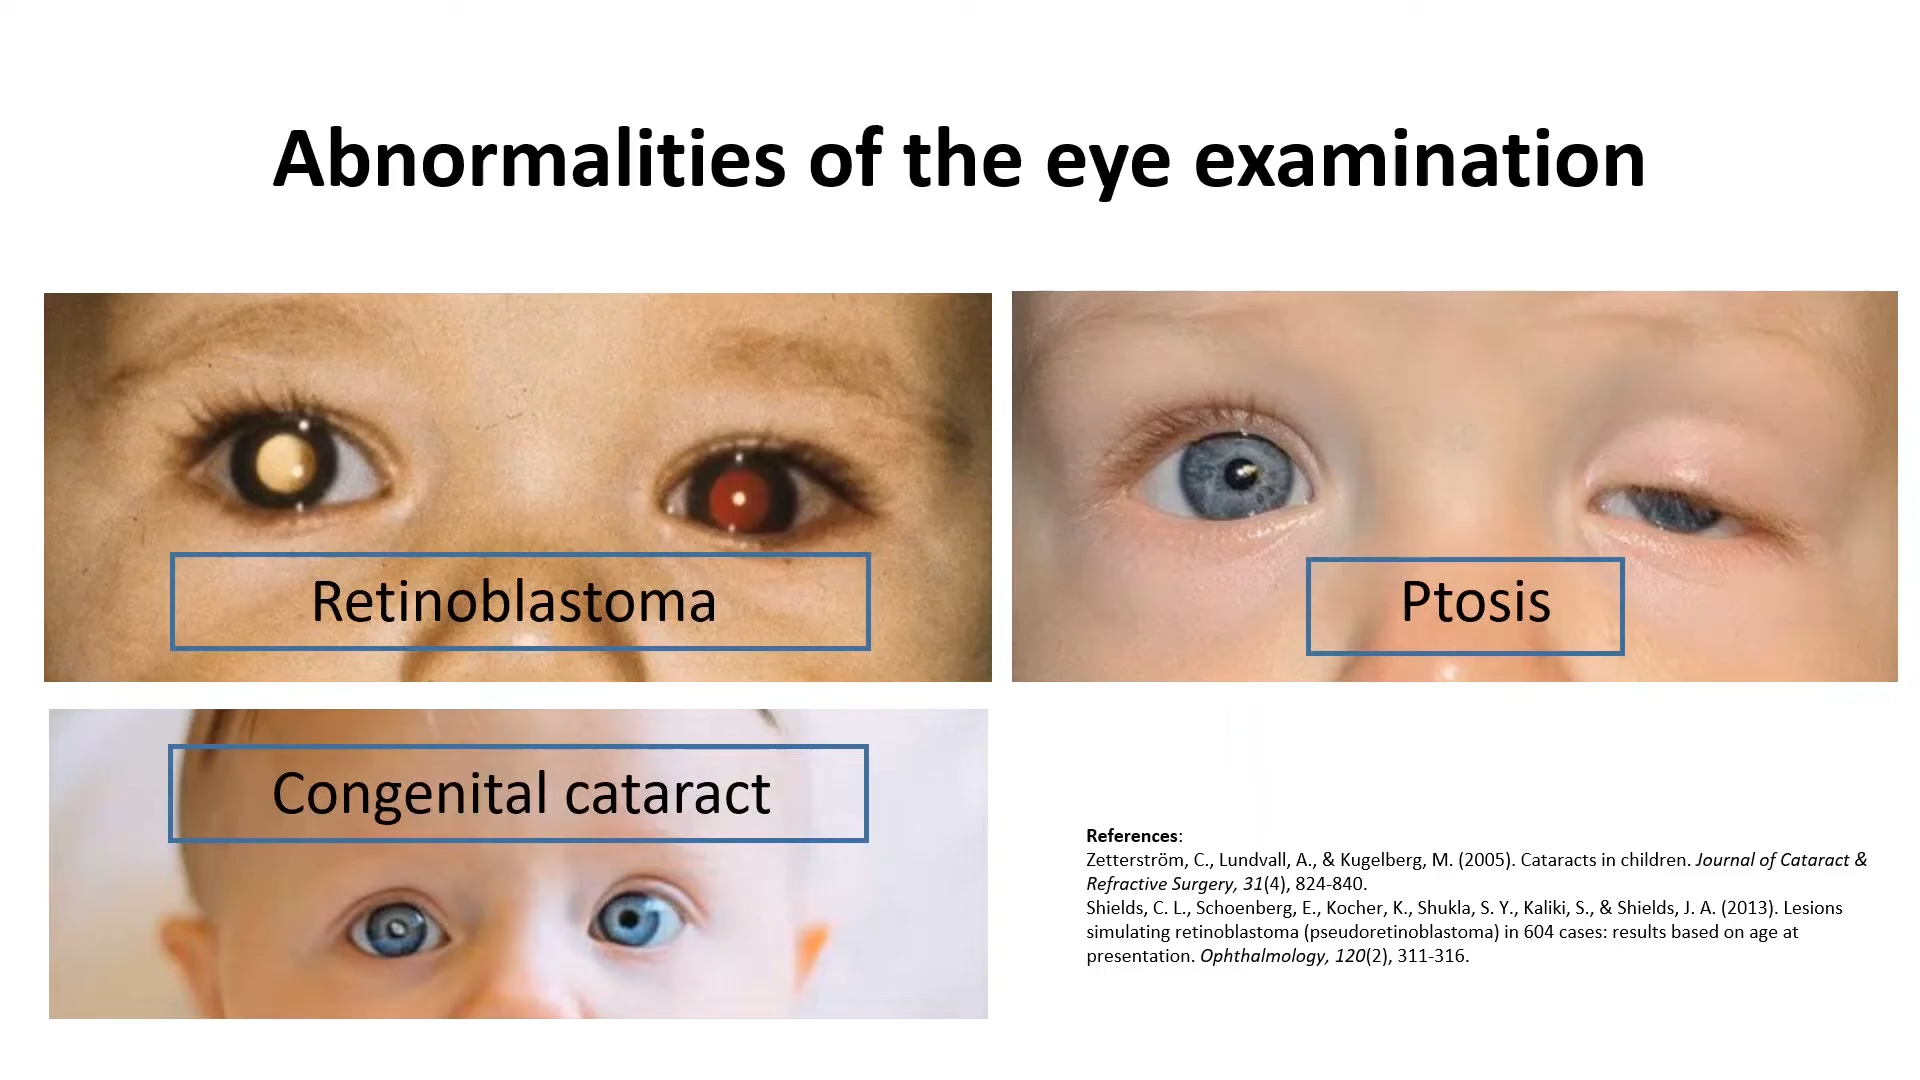 Abnormalities of the eye examination
Retinoblastoma
Ptosis
Congenital cataract
References:
Zetterström, C., Lundvall, A., & Kugelberg, M. (2005). Cataracts in children. Journal of Cataract &
Refractive Surgery, 31(4), 824-840.
Shields, C. L., Schoenberg, E., Kocher, K., Shukla, S. Y., Kaliki, S., & Shields, J. A. (2013). Lesions
simulating retinoblastoma (pseudoretinoblastoma) in 604 cases: results based on age at
presentation. Ophthalmology, 120(2), 311-316.